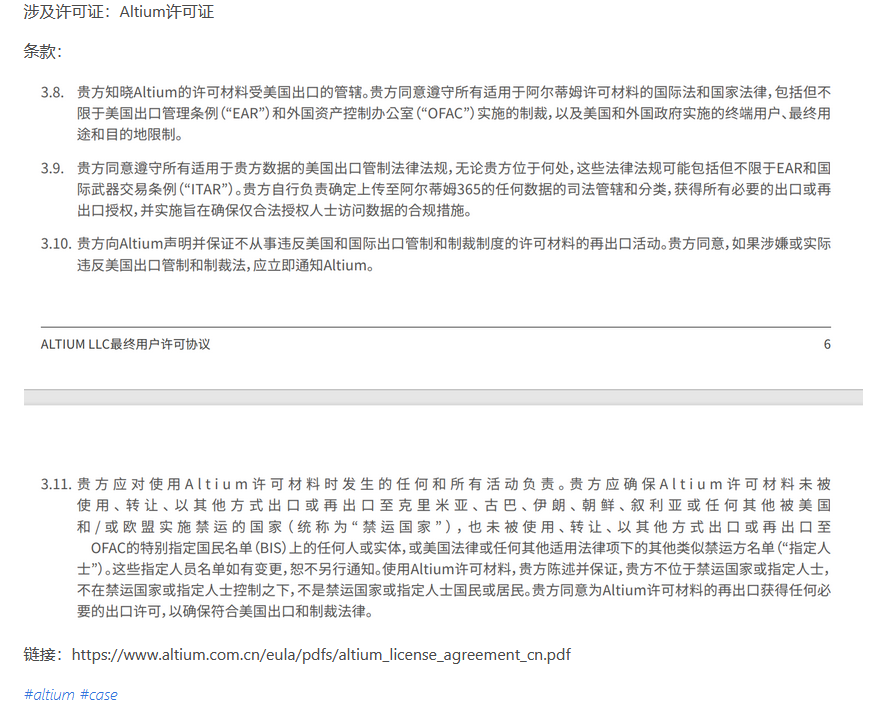 涉及许可证：Altium许可证
条款：
3.8. 贵方知晓Altium的许可材料受美国出口的管辖。贵方同意遵守所有适用于阿尔蒂姆许可材料的国际法和国家法律，包括但不
限于美国出口管理条例（“EAR”）和外国资产控制办公室（“OFAC”）实施的制裁，以及美国和外国政府实施的终端用户、最终用
途和目的地限制。
3.9. 贵方同意遵守所有适用于贵方数据的美国出口管制法律法规，无论贵方位于何处，这些法律法规可能包括但不限于EAR和国
际武器交易条例（“ITAR”）。贵方自行负责确定上传至阿尔蒂姆365的任何数据的司法管辖和分类，获得所有必要的出口或再
出口授权，并实施旨在确保仅合法授权人士访问数据的合规措施。
3.10. 贵方向Altium声明并保证不从事违反美国和国际出口管制和制裁制度的许可材料的再出口活动。贵方同意，如果涉嫌或实际
违反美国出口管制和制裁法，应立即通知Altium。
ALTIUM LLC最终用户许可协议 6
3.11. 贵方应对使用Altium许可材料时发生的任何和所有活动负责。贵方应确保Altium许可材料未被
使用、转让、以其他方式出口或再出口至克里米亚、古巴、伊朗、朝鲜、叙利亚或任何其他被美国
和/或欧盟实施禁运的国家（统称为“禁运国家”），也未被使用、转让、以其他方式出口或再出口至
OFAC的特别指定国民名单（BIS）上的任何人或实体，或美国法律或任何其他适用法律项下的其他类似禁运方名单（“指定人
士”）。这些指定人员名单如有变更，恕不另行通知。使用Altium许可材料，贵方陈述并保证，贵方不位于禁运国家或指定人士，
不在禁运国家或指定人士控制之下，不是禁运国家或指定人士国民或居民。贵方同意为Altium许可材料的再出口获得任何必
要的出口许可，以确保符合美国出口和制裁法律。
链接：https://www.altium.com.cn/eula/pdfs/altium_license_agreement_cn.pdf
#altium #case